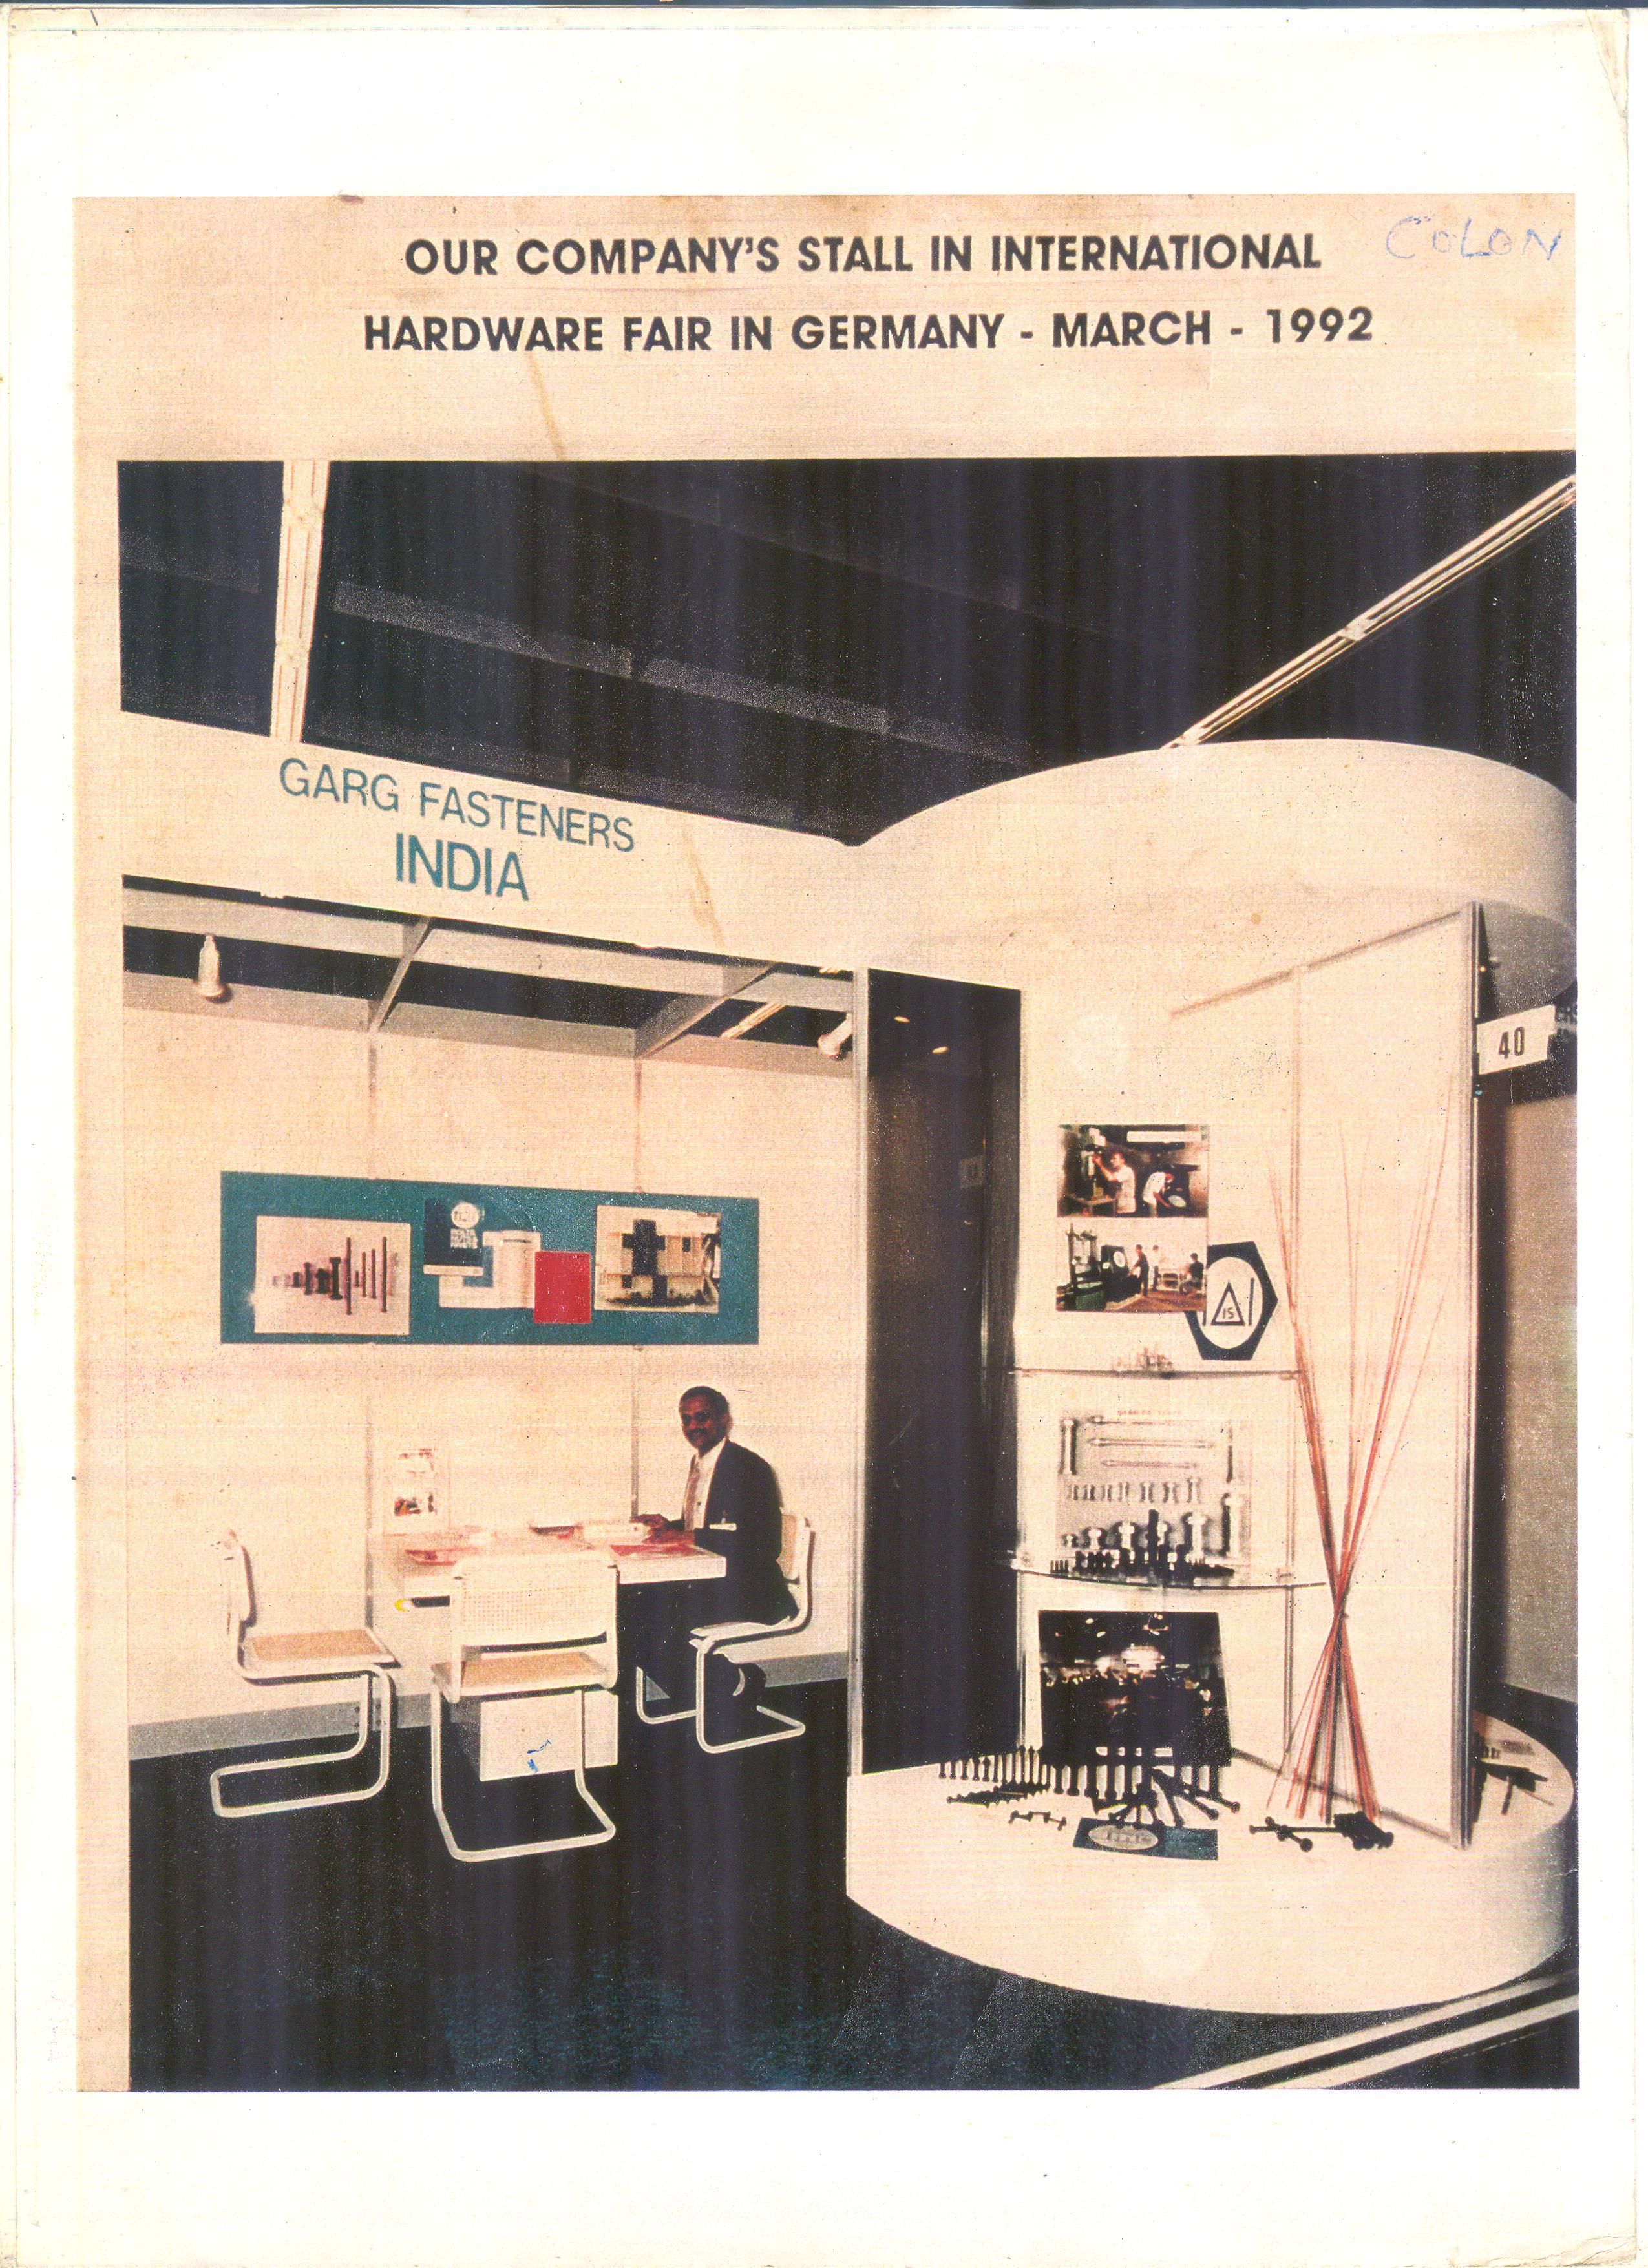 OUR COMPANY'S STALL IN INTERNATIONAL
COLON
HARDWARE FAIR IN GERMANY - MARCH - 1992
GARG FASTENERS
INDIA
40
IS